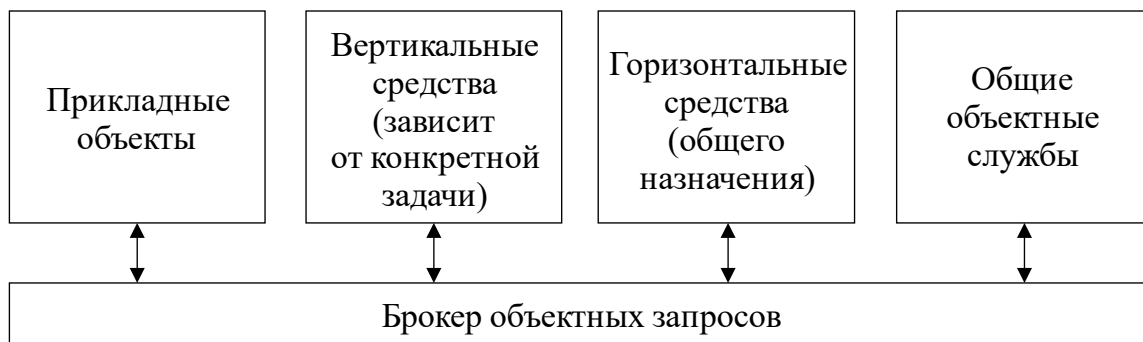 Прикладные
объекты
Вертикальные
средства
(зависит
от конкретной
задачи)
Горизонтальные
средства
(общего
назначения)
Общие
объектные
службы
Брокер объектных запросов